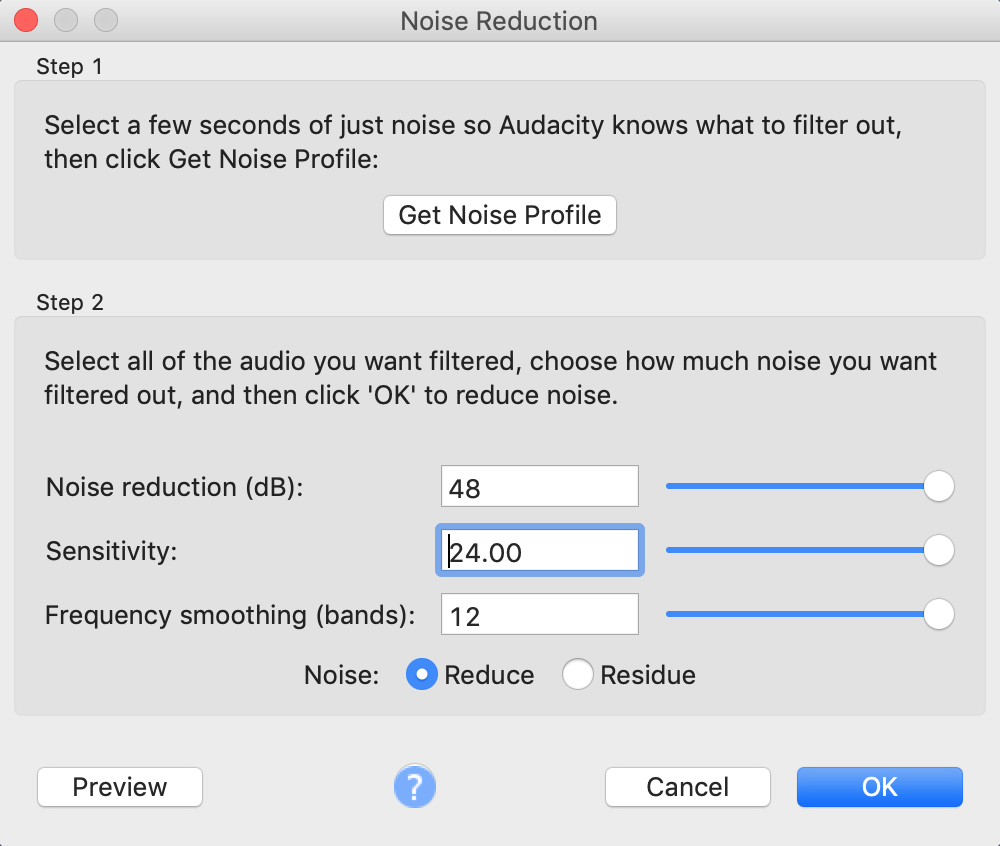 Noise Reduction
Step 1
Select a few seconds of just noise so Audacity knows what to filter out,
then click Get Noise Profile:
Get Noise Profile
Step 2
Select all of the audio you want filtered, choose how much noise you want
filtered out, and then click 'OK' to reduce noise.
Noise reduction (dB): 48
Sensitivity: 24.00
Frequency smoothing (bands): 12
Noise: Reduce Residue
Preview ? Cancel OK